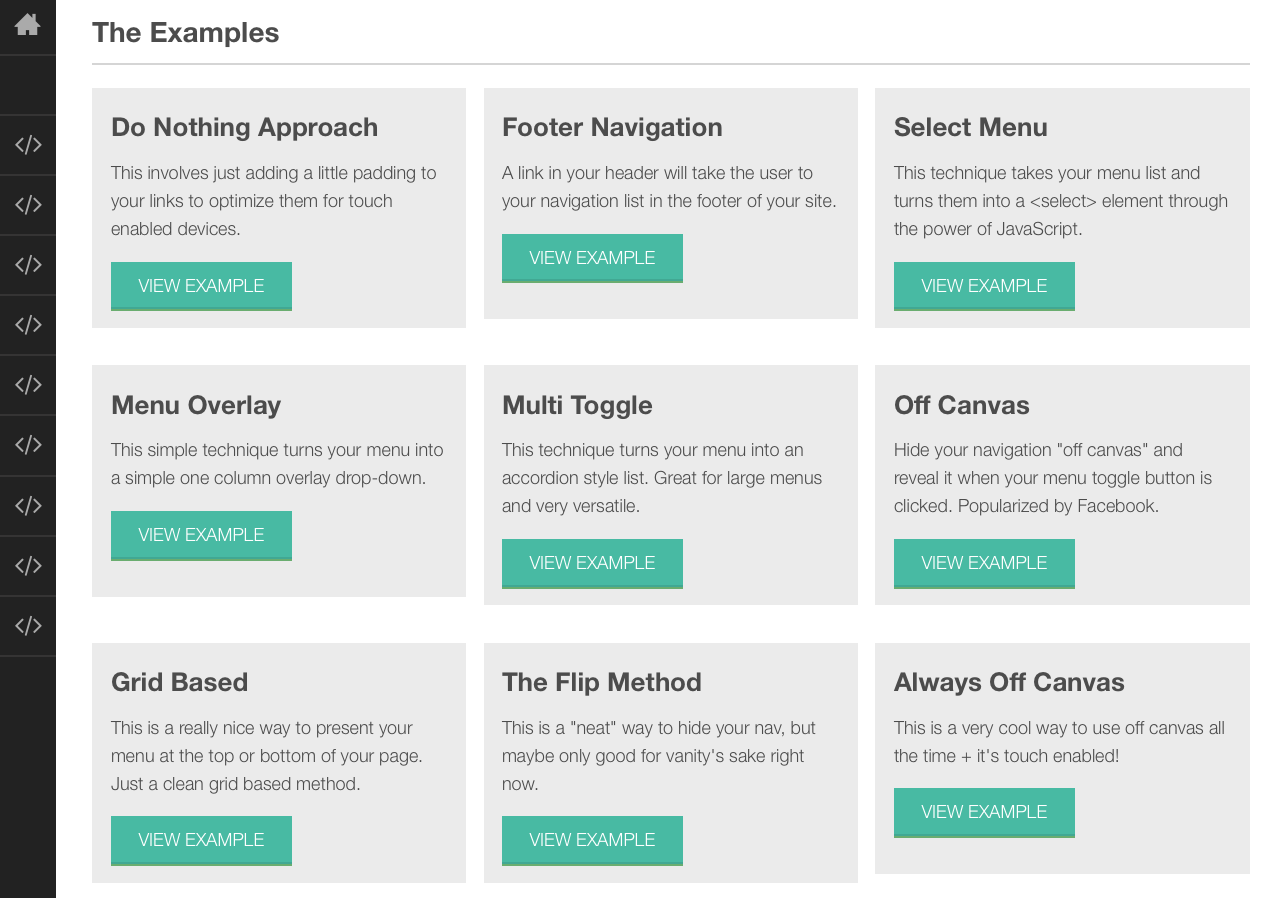 The Examples
Do Nothing Approach
This involves just adding a little padding to
your links to optimize them for touch
enabled devices.
VIEW EXAMPLE
Footer Navigation
A link in your header will take the user to
your navigation list in the footer of your site.
VIEW EXAMPLE
Select Menu
This technique takes your menu list and
turns them into a <select> element through
the power of JavaScript.
VIEW EXAMPLE
Menu Overlay
This simple technique turns your menu into
a simple one column overlay drop-down.
VIEW EXAMPLE
Multi Toggle
This technique turns your menu into an
accordion style list. Great for large menus
and very versatile.
VIEW EXAMPLE
Off Canvas
Hide your navigation "off canvas" and
reveal it when your menu toggle button is
clicked. Popularized by Facebook.
VIEW EXAMPLE
Grid Based
This is a really nice way to present your
menu at the top or bottom of your page.
Just a clean grid based method.
VIEW EXAMPLE
The Flip Method
This is a "neat" way to hide your nav, but
maybe only good for vanity's sake right
now.
VIEW EXAMPLE
Always Off Canvas
This is a very cool way to use off canvas all
the time + it's touch enabled!
VIEW EXAMPLE